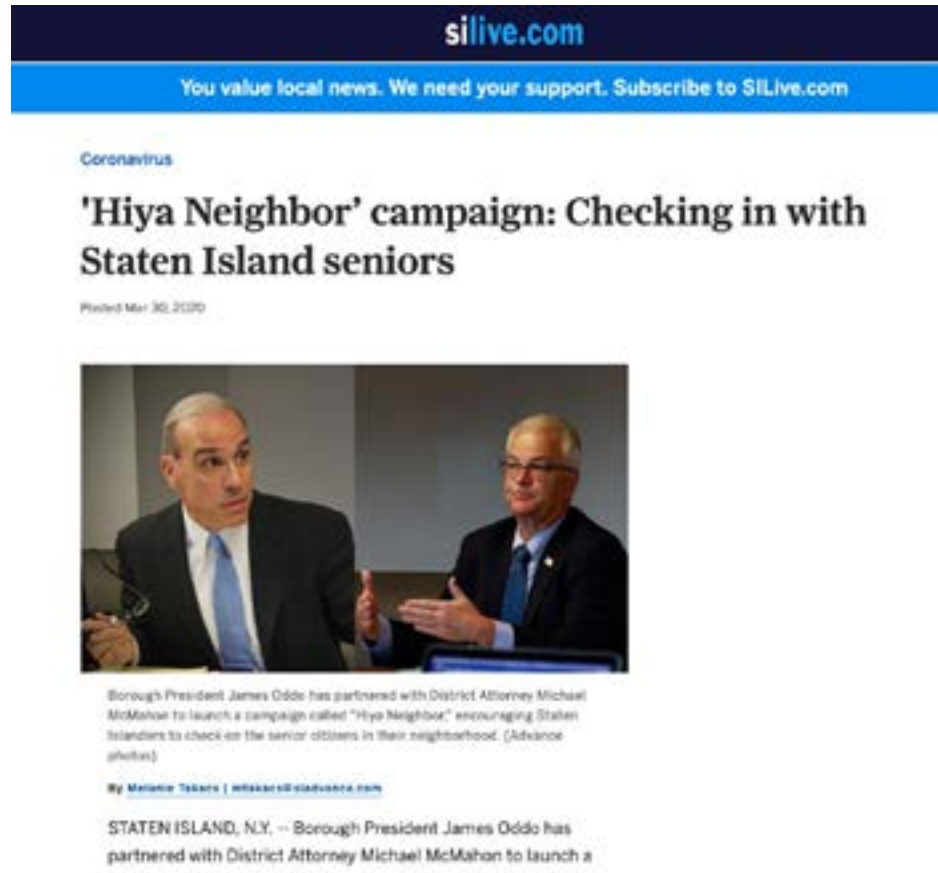 silive.com
You value local news. We need your support. Subscribe to SILive.com
Coronavirus
'Hiya Neighbor’ campaign: Checking in with
Staten Island seniors
Posted Mar 30, 2020
Borough President James Oddo has partnered with District Attorney Michael
McMahon to launch a campaign called "Hiya Neighbor," encouraging Staten
Islanders to check on the senior citizens in their neighborhood. (Advance
photos)
By Melanie Takacs | mtakacs@siadvance.com
STATEN ISLAND, N.Y. -- Borough President James Oddo has
partnered with District Attorney Michael McMahon to launch a